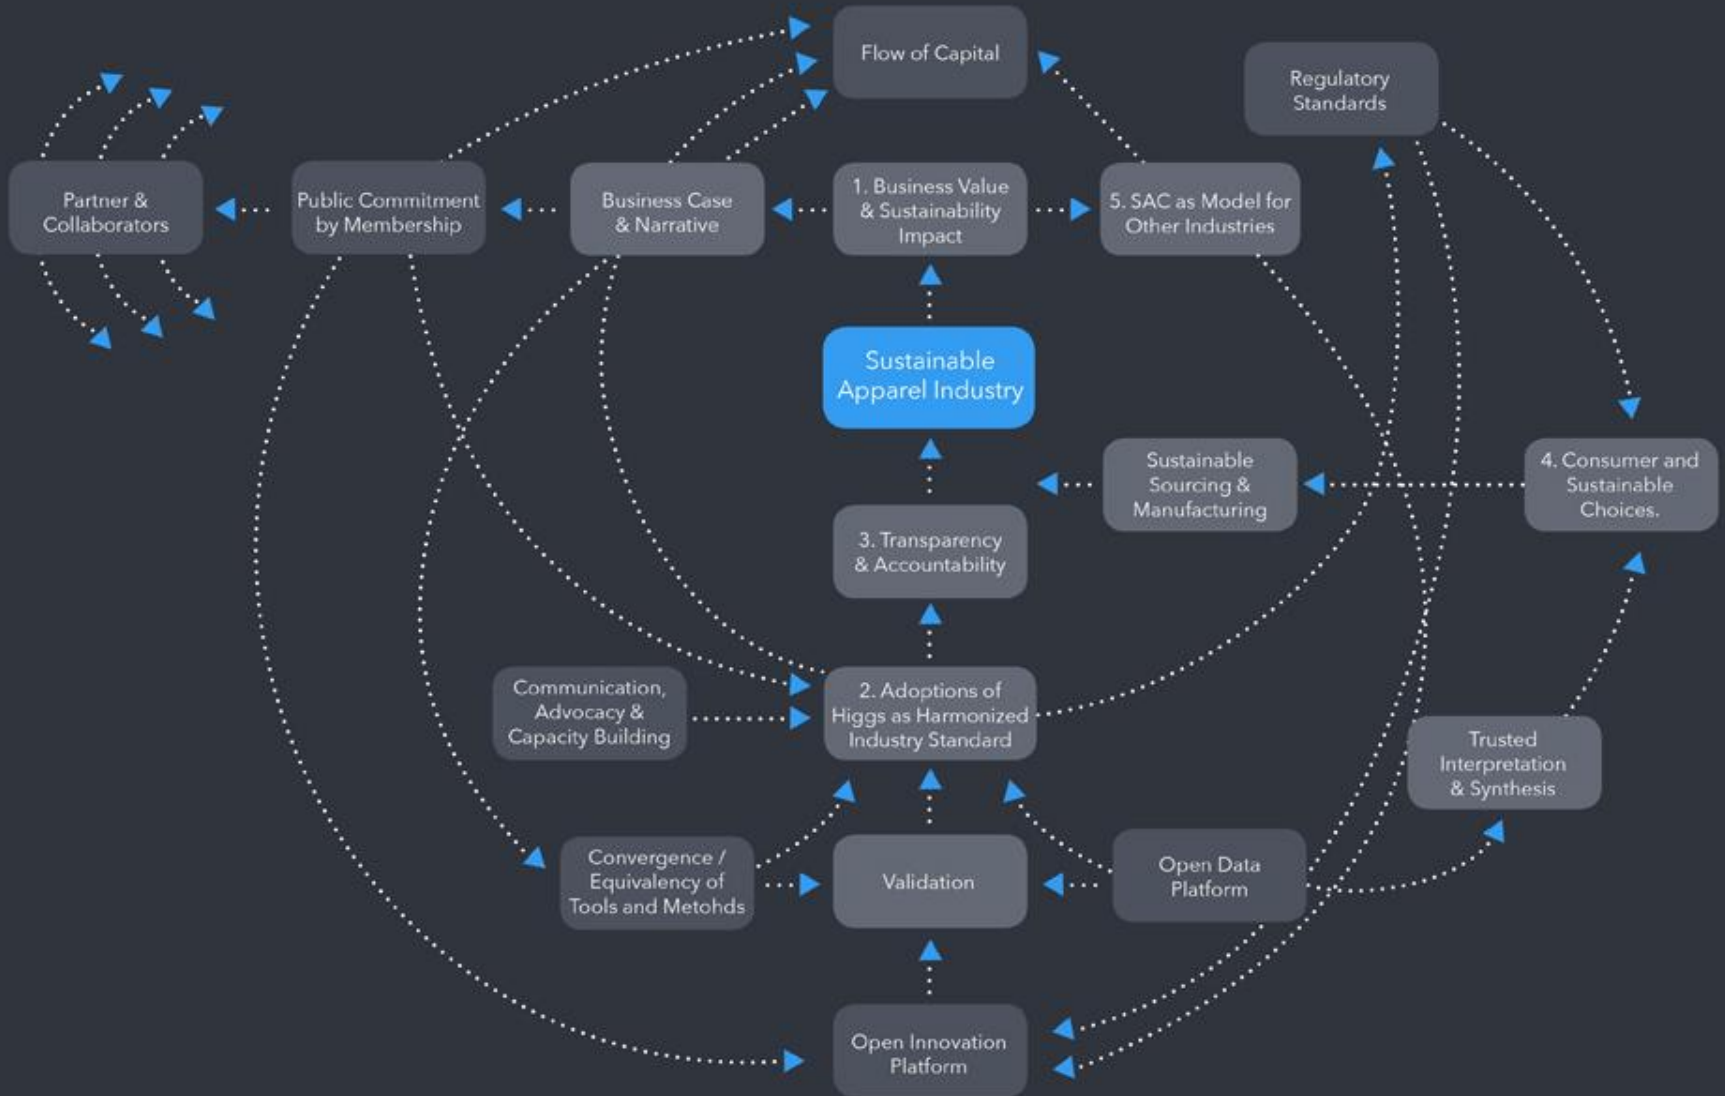 Flow of Capital
Regulatory
Standards
Partner &
Collaborators
Public Commitment
by Membership
Business Case
& Narrative
1. Business Value
& Sustainability
Impact
5. SAC as Model for
Other Industries
Sustainable
Apparel Industry
Sustainable
Sourcing &
Manufacturing
4. Consumer and
Sustainable
Choices.
3. Transparency
& Accountability
Communication,
Advocacy &
Capacity Building
2. Adoptions of
Higgs as Harmonized
Industry Standard
Trusted
Interpretation
& Synthesis
Convergence /
Equivalency of
Tools and Metohds
Validation
Open Data
Platform
Open Innovation
Platform